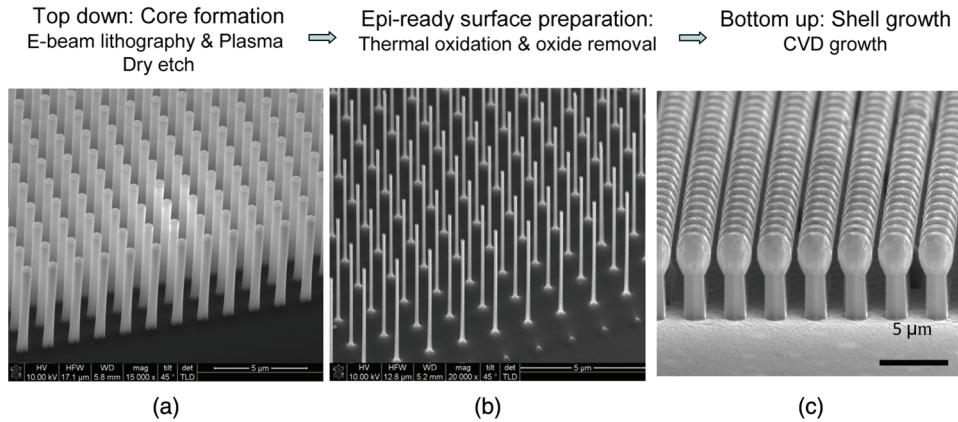 Top down: Core formation
E-beam lithography & Plasma
Dry etch
Epi-ready surface preparation:
Thermal oxidation & oxide removal
Bottom up: Shell growth
CVD growth
HV HFW WD mag tilt det
10.00 kV 17.1 µm 5.8 mm 15 000 x 45 ° TLD
5 µm
HV HFW WD mag tilt det
10.00 kV 12.8 µm 5.2 mm 20 000 x 45 ° TLD
5 µm
5 µm
(a)
(b)
(c)